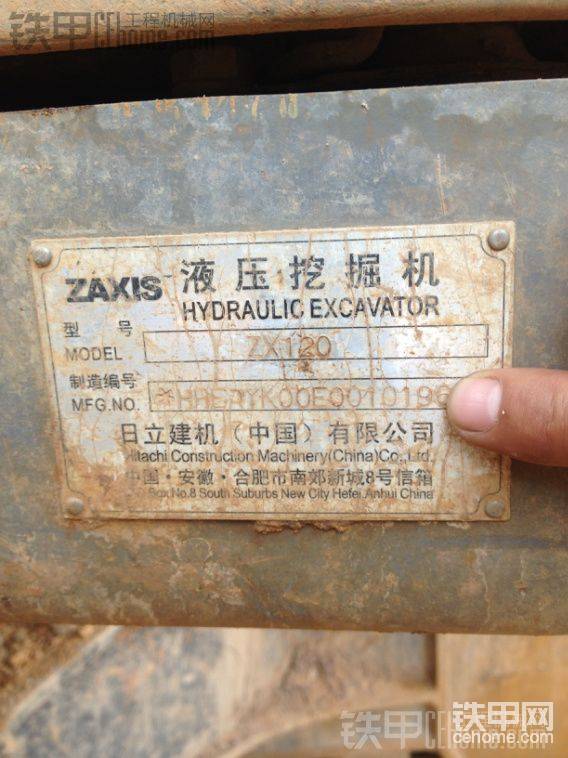 铁甲 工程机械网
CEhome.com
ZAXIS 液压挖掘机
HYDRAULIC EXCAVATOR
型 号
MODEL ZX120
制造编号
MFG.NO.
日立建机（中国）有限公司
Hitachi Construction Machinery(China)Co.,Ltd.
中国·安徽·合肥市南郊新城8号信箱
Box No.8 South Suburbs New City Hefei.Anhui China
铁甲网
cehome.com